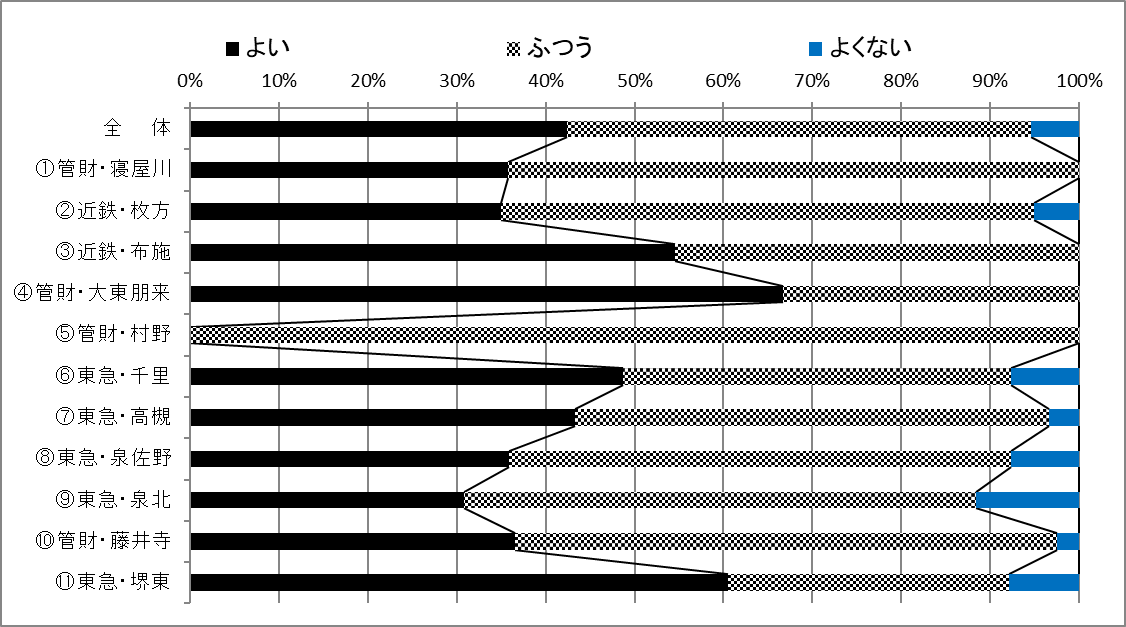 よい ふつう よくない
0% 10% 20% 30% 40% 50% 60% 70% 80% 90% 100%
全 体
①管財・寝屋川
②近鉄・枚方
③近鉄・布施
④管財・大東朋来
⑤管財・村野
⑥東急・千里
⑦東急・高槻
⑧東急・泉佐野
⑨東急・泉北
⑩管財・藤井寺
⑪東急・堺東